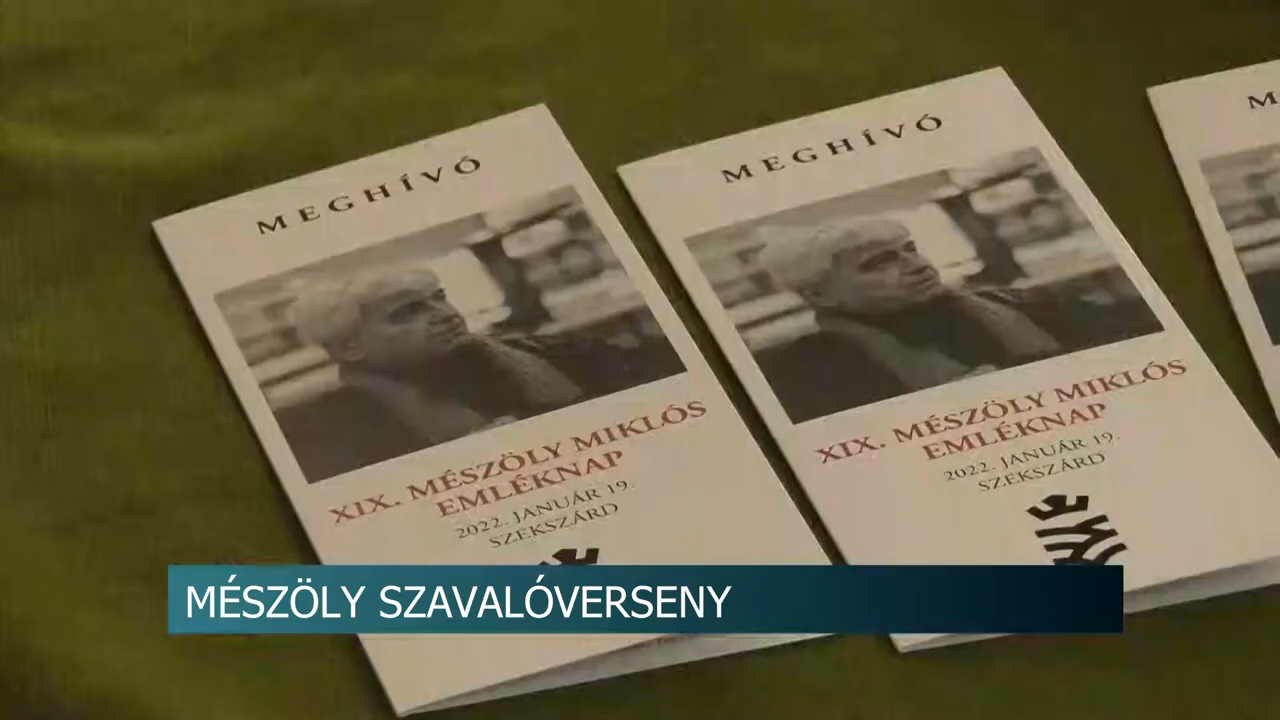 MEGHÍVÓ
XIX. MÉSZÖLY MIKLÓS
EMLÉKNAP
2022. JANUÁR 19.
SZEKSZÁRD
MEGHÍVÓ
XIX. MÉSZÖLY MIKLÓS
EMLÉKNAP
2022. JANUÁR 19.
SZEKSZÁRD
M
MÉSZÖLY SZAVALÓVERSENY